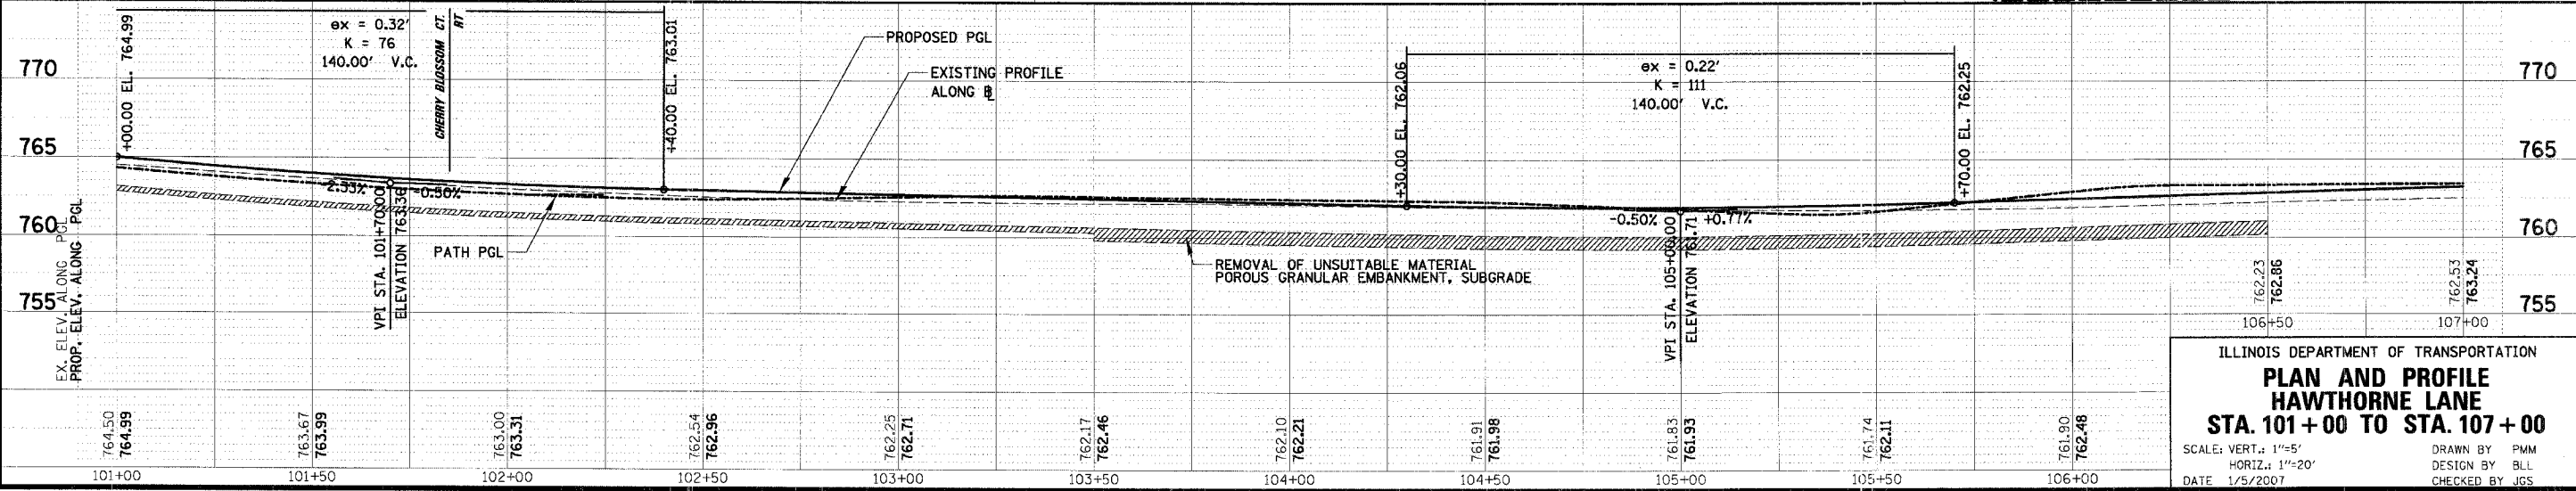 770
765
760
755
EX. ELEV. ALONG PGL
PROP. ELEV. ALONG PGL
+00.00 EL. 764.99
ex = 0.32'
K = 76
140.00' V.C.
CHERRY BLOSSOM CT.
RT
+40.00 EL. 763.01
-2.33%
-0.50%
VPI STA. 101+70.00
ELEVATION 763.36
PATH PGL
PROPOSED PGL
EXISTING PROFILE
ALONG ℄
REMOVAL OF UNSUITABLE MATERIAL
POROUS GRANULAR EMBANKMENT, SUBGRADE
+30.00 EL. 762.06
ex = 0.22'
K = 111
140.00' V.C.
+70.00 EL. 762.25
-0.50%
+0.77%
VPI STA. 105+00.00
ELEVATION 761.71
770
765
760
755
764.50
764.99
763.67
763.99
763.00
763.31
762.54
762.96
762.25
762.71
762.17
762.46
762.10
762.21
761.91
761.98
761.83
761.93
761.74
762.11
761.90
762.48
762.23
762.86
762.53
763.24
101+00
101+50
102+00
102+50
103+00
103+50
104+00
104+50
105+00
105+50
106+00
106+50
107+00
ILLINOIS DEPARTMENT OF TRANSPORTATION
PLAN AND PROFILE
HAWTHORNE LANE
STA. 101+00 TO STA. 107+00
SCALE: VERT.: 1"=5'
HORIZ.: 1"=20'
DATE 1/5/2007
DRAWN BY PMM
DESIGN BY BLL
CHECKED BY JGS